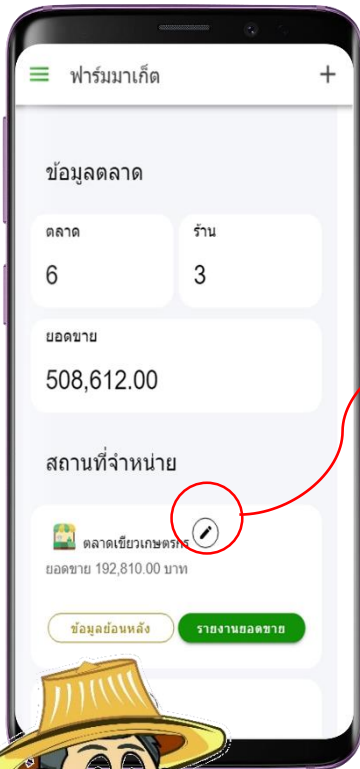 ฟาร์มมาเก็ต
ข้อมูลตลาด
ตลาด ร้าน
6 3
ยอดขาย
508,612.00
สถานที่จำหน่าย
ตลาดเขียวเกษตรกร
ยอดขาย 192,810.00 บาท
ข้อมูลย้อนหลัง รายงานยอดขาย